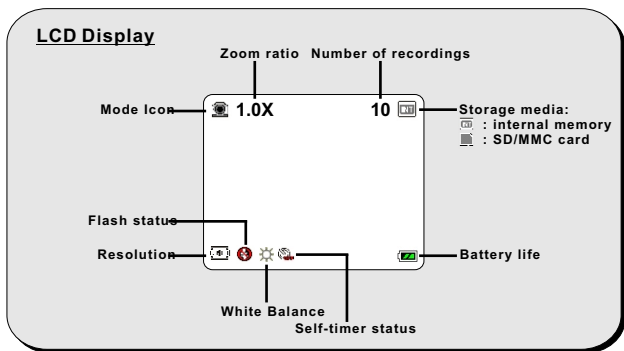 LCD Display
Zoom ratio Number of recordings
Mode Icon 1.0X 10 Storage media:
: internal memory
: SD/MMC card
Flash status
Resolution Battery life
White Balance
Self-timer status